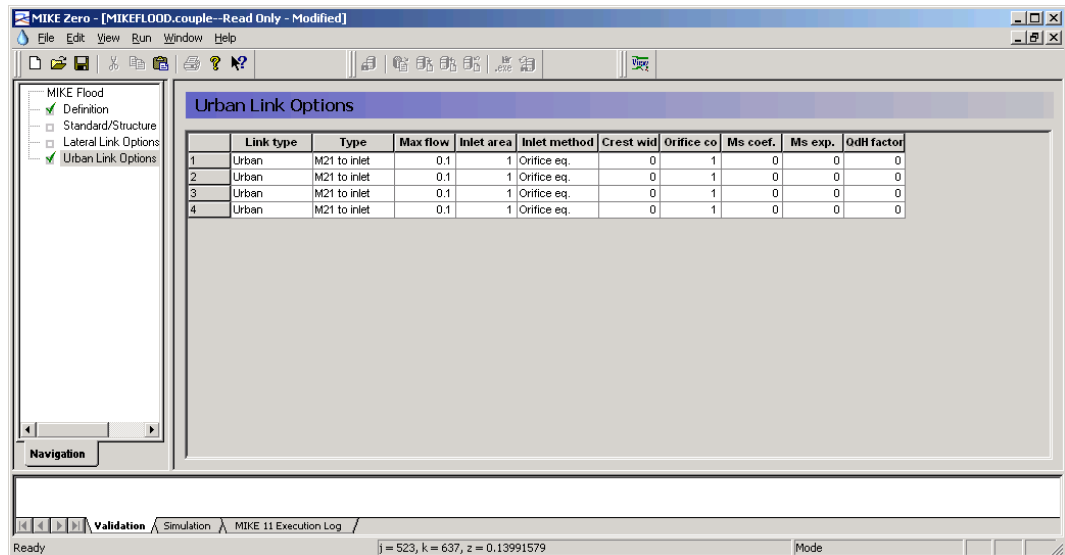 MIKE Zero - [MIKEFLOOD.couple--Read Only - Modified]
File Edit View Run Window Help
MIKE Flood
Definition
Standard/Structure
Lateral Link Options
Urban Link Options
Navigation
Urban Link Options
Link type Type Max flow Inlet area Inlet method Crest wid Orifice co Ms coef. Ms exp. QdH factor
1 Urban M21 to inlet 0.1 1 Orifice eq. 0 1 0 0 0
2 Urban M21 to inlet 0.1 1 Orifice eq. 0 1 0 0 0
3 Urban M21 to inlet 0.1 1 Orifice eq. 0 1 0 0 0
4 Urban M21 to inlet 0.1 1 Orifice eq. 0 1 0 0 0
Validation Simulation MIKE 11 Execution Log
Ready j = 523, k = 637, z = 0.13991579 Mode